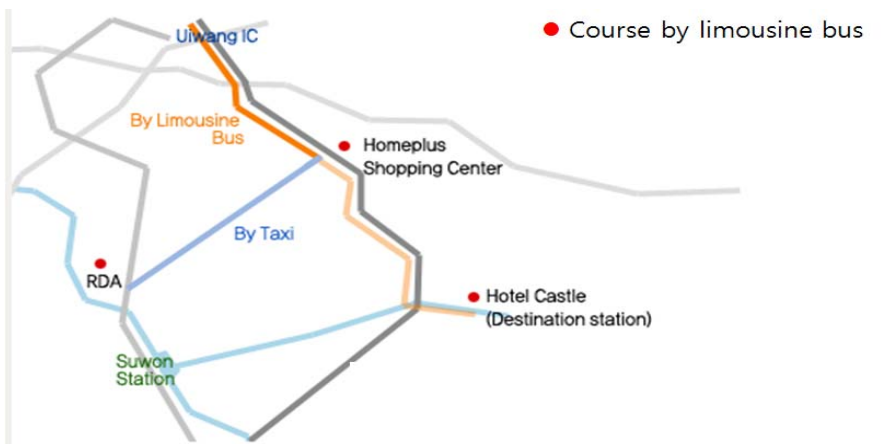 Course by limousine bus
Uiwang IC
By Limousine
Bus
Homeplus
Shopping Center
By Taxi
RDA
Hotel Castle
(Destination station)
Suwon
Station